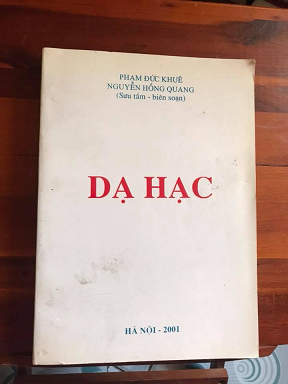 PHẠM ĐỨC KHUÊ
NGUYỄN HỒNG QUANG
(Sưu tầm - biên soạn)
DẠ HẠC
HÀ NỘI - 2001